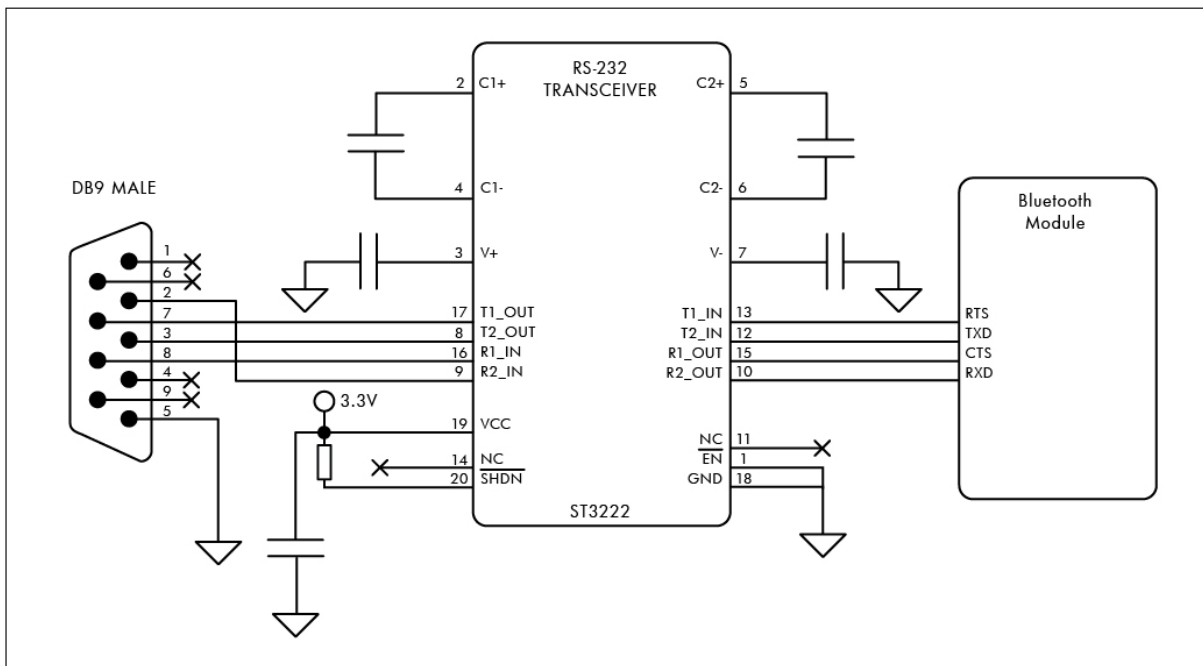 RS-232
TRANSCEIVER
2 C1+
C2+ 5
4 C1-
C2- 6
DB9 MALE
Bluetooth
Module
3 V+
V- 7
1
6
2
7
3
8
4
9
5
17 T1_OUT
8 T2_OUT
16 R1_IN
9 R2_IN
T1_IN 13
T2_IN 12
R1_OUT 15
R2_OUT 10
RTS
TXD
CTS
RXD
3.3V
19 VCC
14 NC
20 SHDN
NC 11
EN 1
GND 18
ST3222